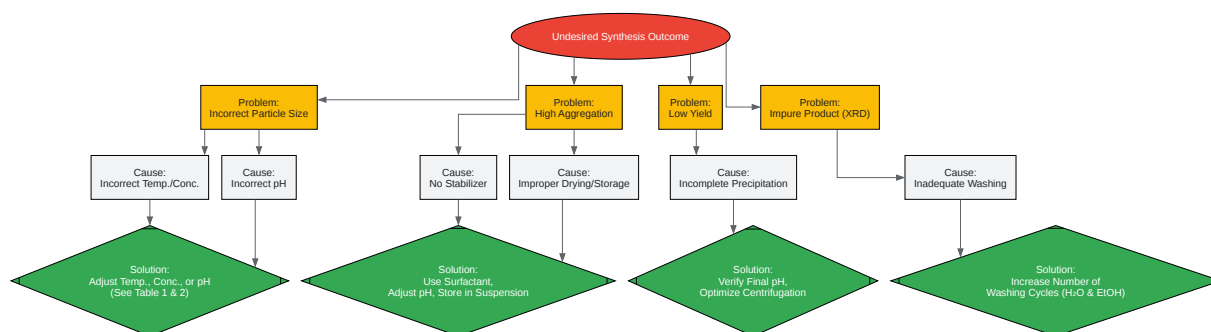 Undesired Synthesis Outcome
Problem:
Incorrect Particle Size
Problem:
High Aggregation
Problem:
Low Yield
Problem:
Impure Product (XRD)
Cause:
Incorrect Temp./Conc.
Cause:
Incorrect pH
Cause:
No Stabilizer
Cause:
Improper Drying/Storage
Cause:
Incomplete Precipitation
Cause:
Inadequate Washing
Solution:
Adjust Temp., Conc., or pH
(See Table 1 & 2)
Solution:
Use Surfactant,
Adjust pH, Store in Suspension
Solution:
Verify Final pH,
Optimize Centrifugation
Solution:
Increase Number of
Washing Cycles (H₂O & EtOH)